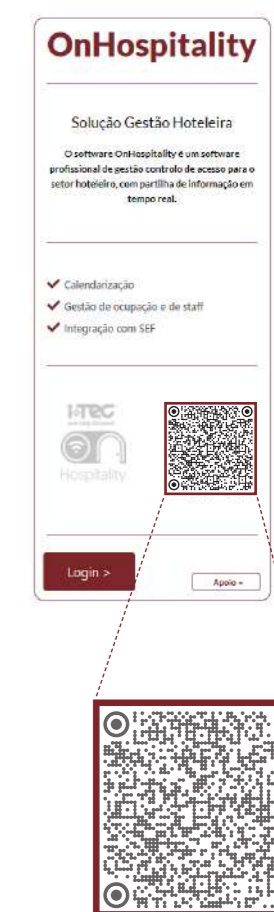 OnHospitality
Solução Gestão Hoteleira
O software OnHospitality é um software
profissional de gestão controlo de acesso para o
setor hoteleiro, com partilha de informação em
tempo real.
Calendarização
Gestão de ocupação e de staff
Integração com SEF
I-TEC
Hospitality
Login >
Apoio »